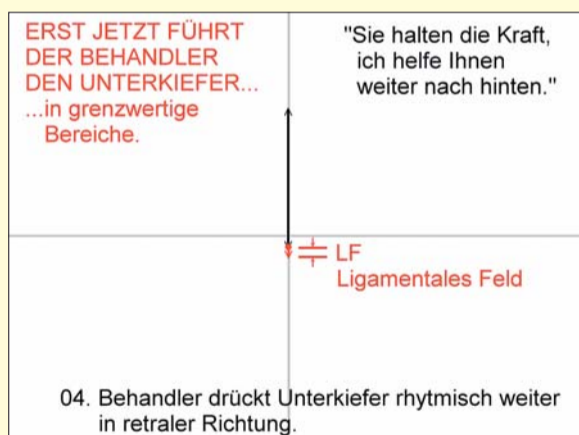 ERST JETZT FÜHRT
DER BEHANDLER
DEN UNTERKIEFER...
...in grenzwertige
Bereiche.
"Sie halten die Kraft,
ich helfe Ihnen
weiter nach hinten."
LF
Ligamentales Feld
04. Behandler drückt Unterkiefer rhytmisch weiter
in retraler Richtung.